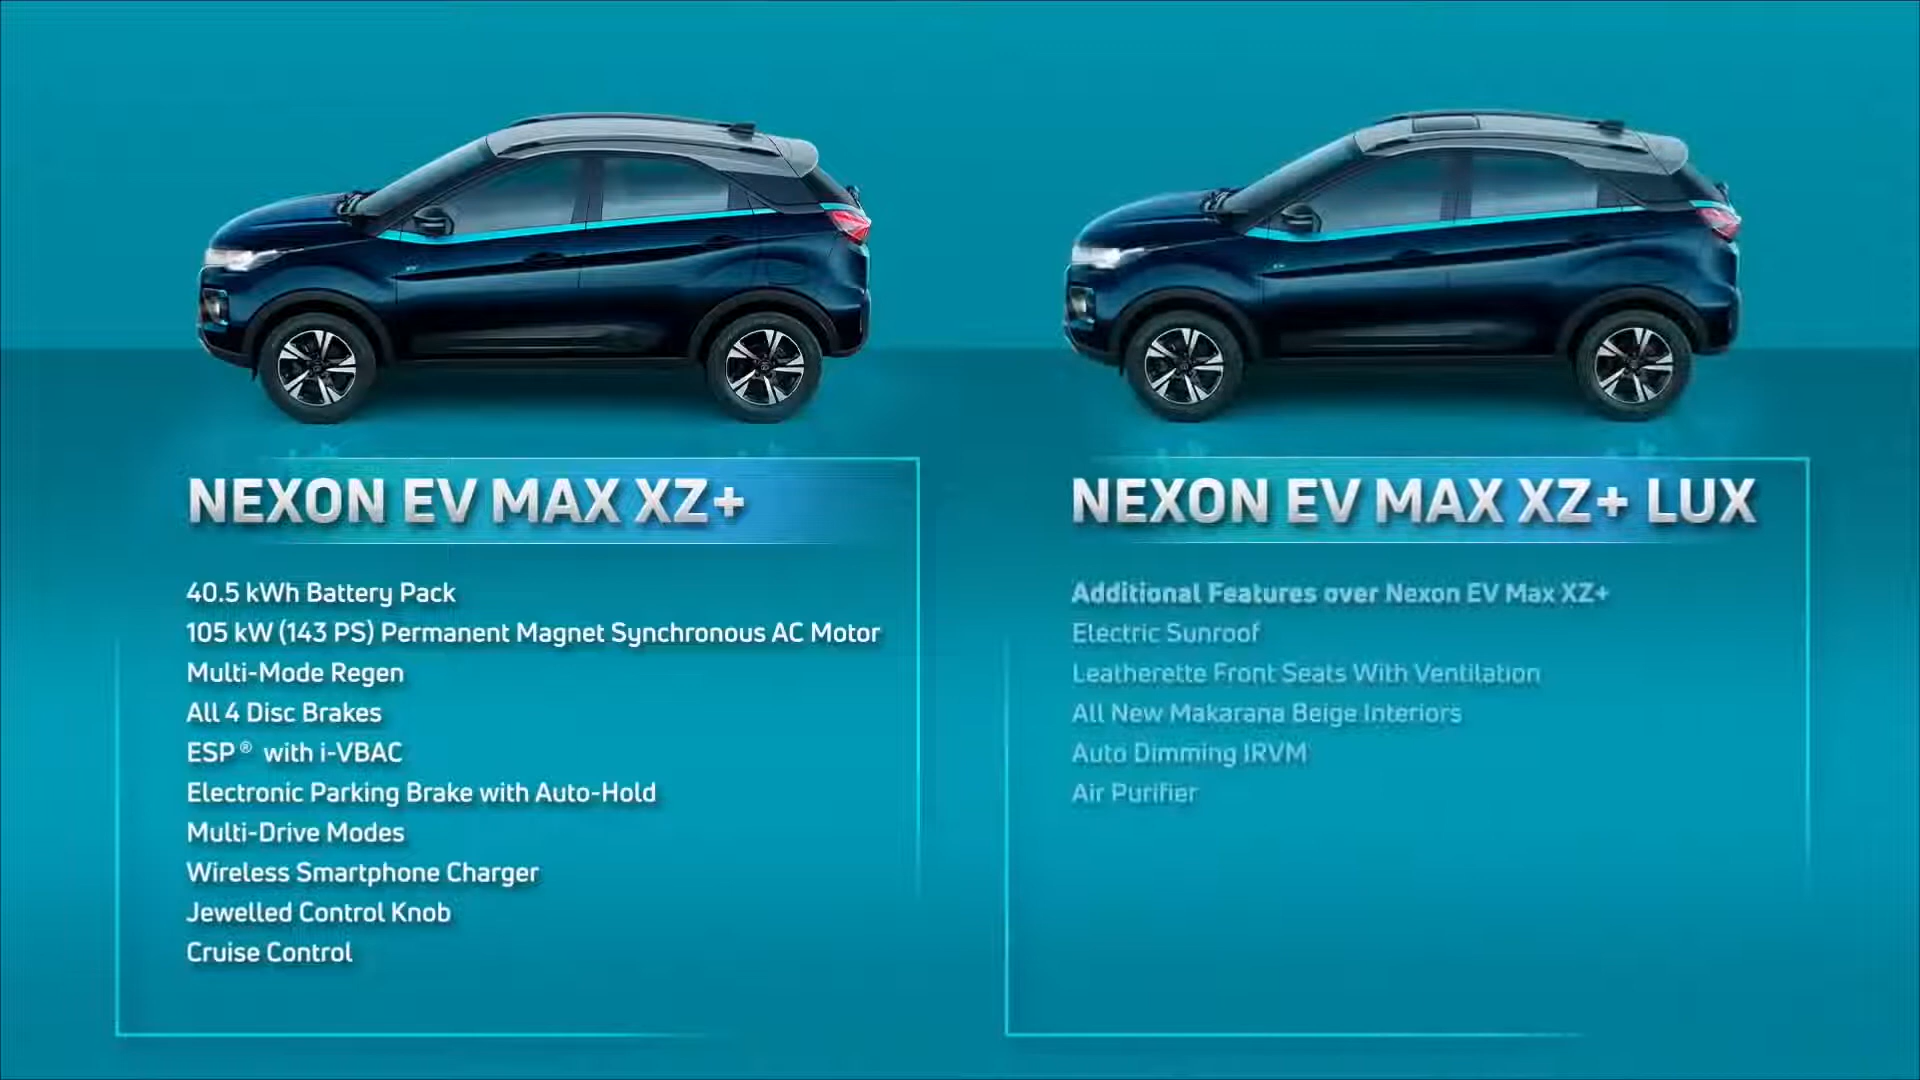 NEXON EV MAX XZ+
40.5 kWh Battery Pack
105 kW (143 PS) Permanent Magnet Synchronous AC Motor
Multi-Mode Regen
All 4 Disc Brakes
ESP® with i-VBAC
Electronic Parking Brake with Auto-Hold
Multi-Drive Modes
Wireless Smartphone Charger
Jewelled Control Knob
Cruise Control
NEXON EV MAX XZ+ LUX
Additional Features over Nexon EV Max XZ+
Electric Sunroof
Leatherette Front Seats With Ventilation
All New Makarana Beige Interiors
Auto Dimming IRVM
Air Purifier